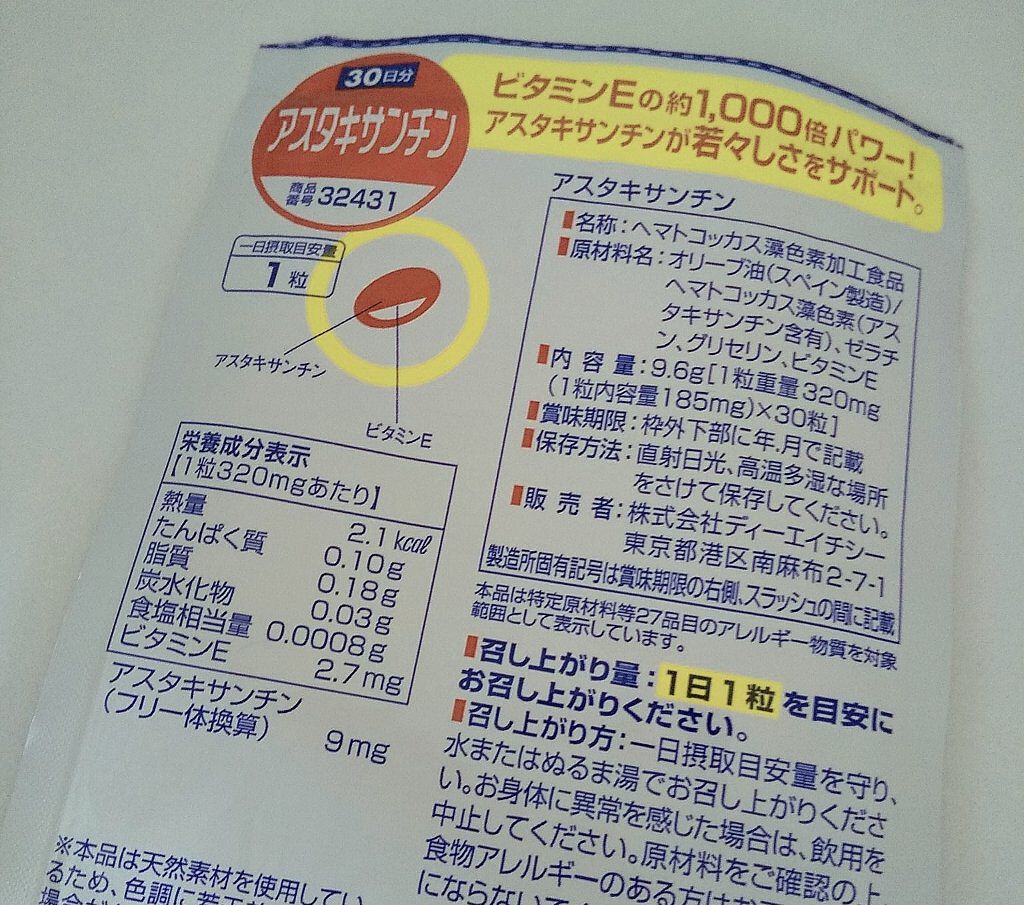 30日分
アスタキサンチン
商品
番号 32431
ビタミンEの約1,000倍パワー!
アスタキサンチンが若々しさをサポート。
一日摂取目安量
1粒
アスタキサンチン
ビタミンE
栄養成分表示
[1粒320mgあたり]
熱量 2.1kcal
たんぱく質 0.10g
脂質 0.18g
炭水化物 0.03g
食塩相当量 0.0008g
ビタミンE 2.7mg
アスタキサンチン
(フリー体換算) 9mg
※本品は天然素材を使用してい
るため、色調に若干
アスタキサンチン
■名称:ヘマトコッカス藻色素加工食品
■原材料名:オリーブ油(スペイン製造)/
ヘマトコッカス藻色素(アス
タキサンチン含有)、ゼラチ
ン、グリセリン、ビタミンE
■内容量:9.6g[1粒重量320mg
(1粒内容量185mg)×30粒]
■賞味期限:枠外下部に年.月で記載
■保存方法:直射日光、高温多湿な場所
をさけて保存してください。
■販売者:株式会社ディーエイチシー
東京都港区南麻布2-7-1
製造所固有記号は賞味期限の右側、スラッシュの間に記載
本品は特定原材料等27品目のアレルギー物質を対象
範囲として表示しています。
■召し上がり量:1日1粒を目安に
お召し上がりください。
■召し上がり方:一日摂取目安量を守り、
水またはぬるま湯でお召し上がりくださ
い。お身体に異常を感じた場合は、飲用を
中止してください。原材料をご確認の上、
食物アレルギーのある方はお
にならないで